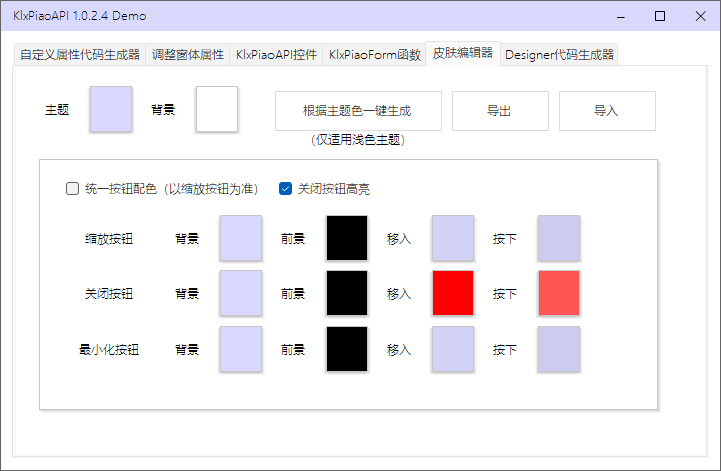 KlxPiaoAPI 1.0.2.4 Demo
自定义属性代码生成器 调整窗体属性 KlxPiaoAPI控件 KlxPiaoForm函数 皮肤编辑器 Designer代码生成器
主题 背景 根据主题色一键生成 导出 导入
（仅适用浅色主题）
统一按钮配色（以缩放按钮为准） 关闭按钮高亮
缩放按钮 背景 前景 移入 按下
关闭按钮 背景 前景 移入 按下
最小化按钮 背景 前景 移入 按下